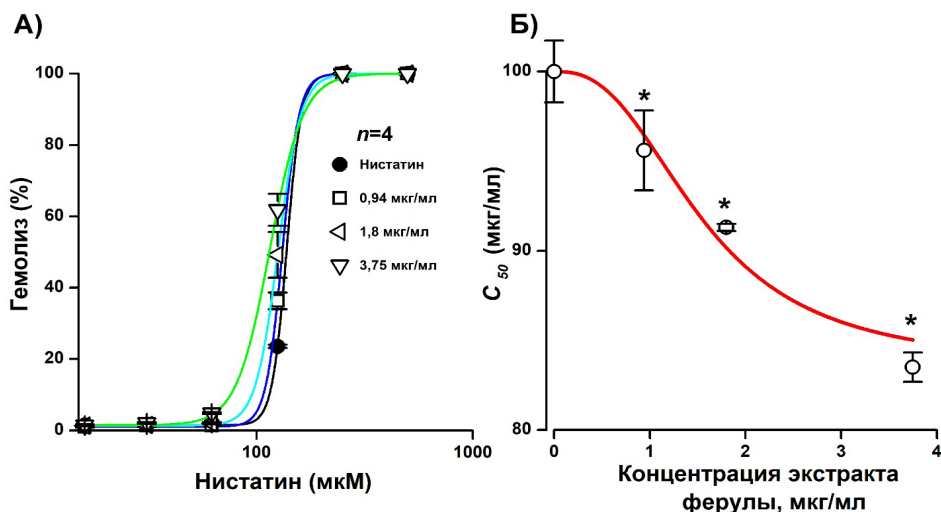 А)
Гемолиз (%)
100
80
60
40
20
0
n=4
Нистатин
0,94 мкг/мл
1,8 мкг/мл
3,75 мкг/мл
100
1000
Нистатин (мкМ)
Б)
C 50 (мкг/мл)
100
90
80
*
*
*
0
1
2
3
4
Концентрация экстракта
ферулы, мкг/мл